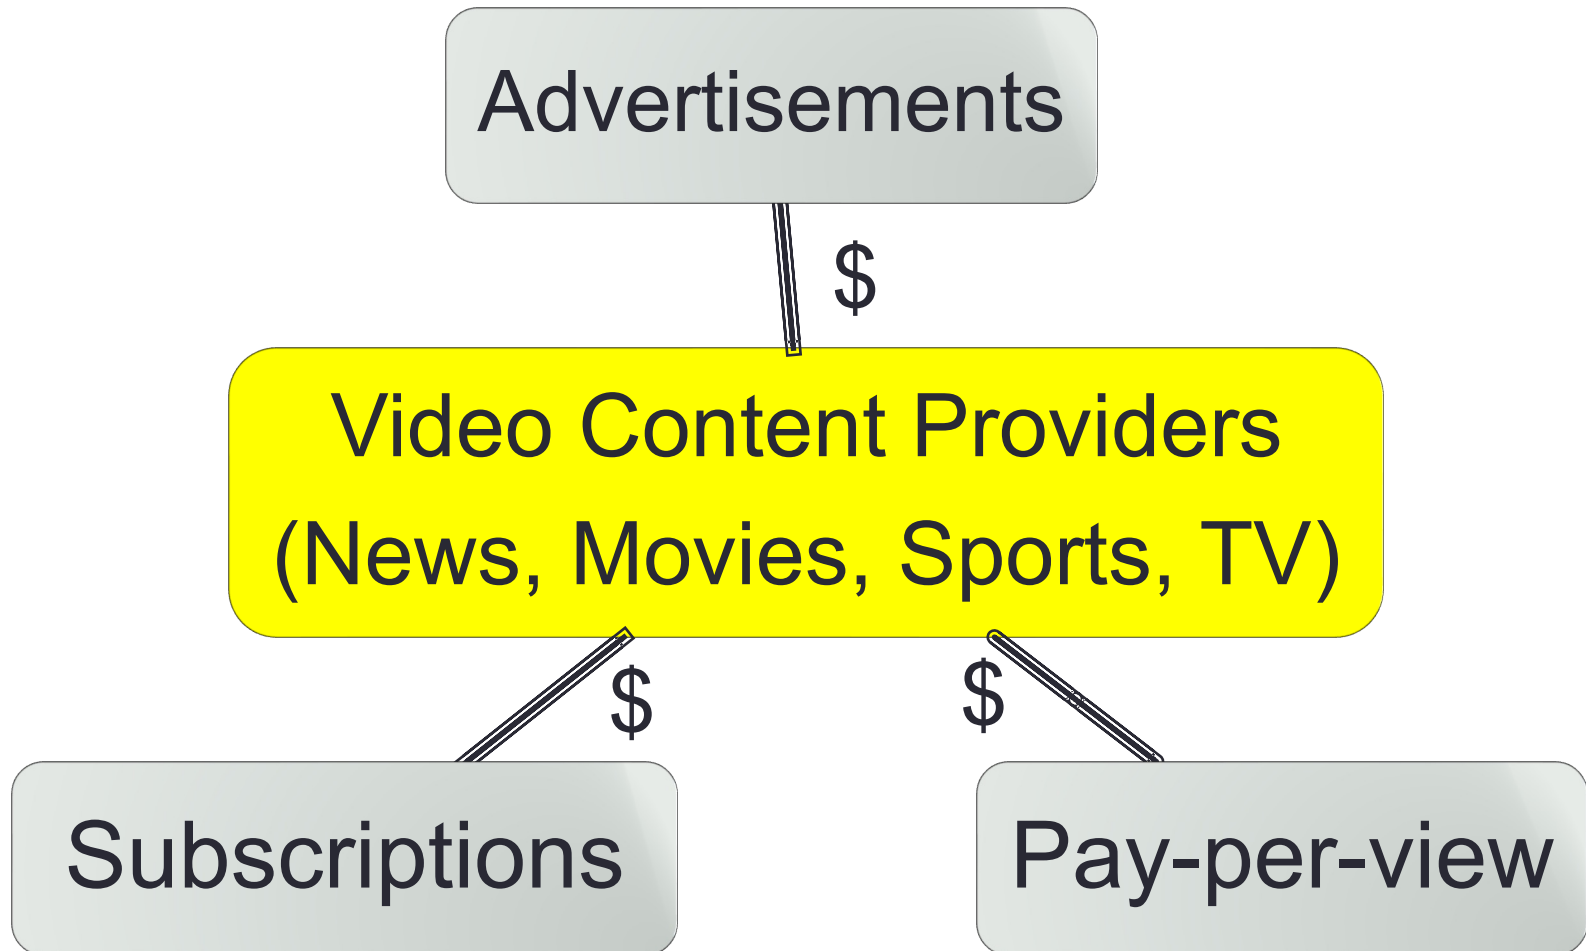 Advertisements
$
Video Content Providers
(News, Movies, Sports, TV)
$ $
Subscriptions
Pay-per-view